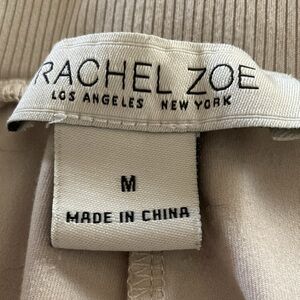 RACHEL ZOE
LOS ANGELES NEW YORK
M
MADE IN CHINA